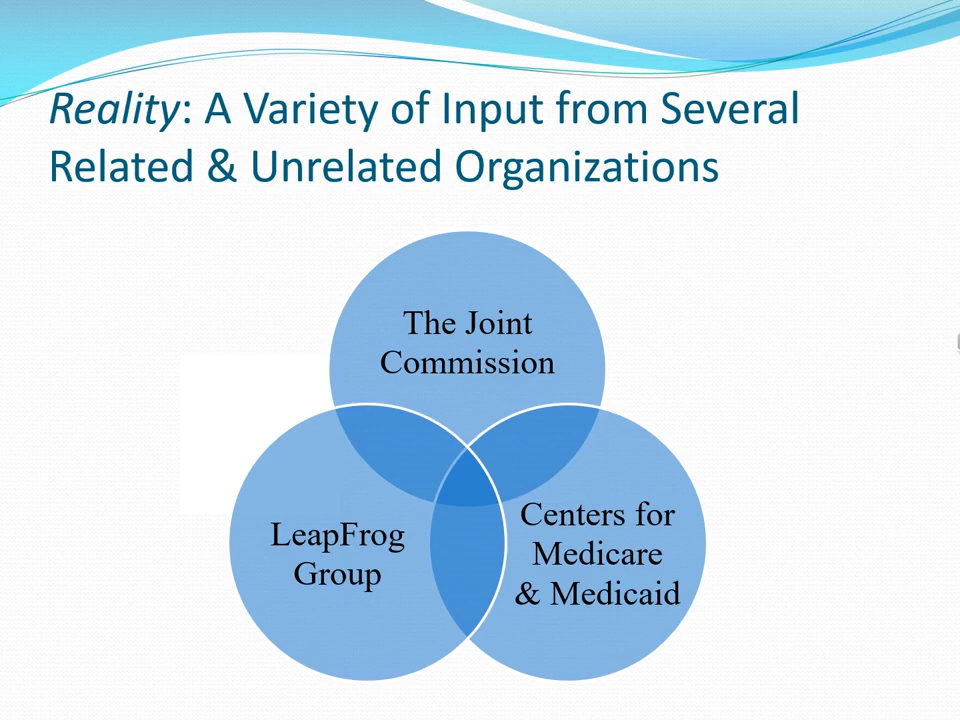 Reality: A Variety of Input from Several
Related & Unrelated Organizations
The Joint
Commission
LeapFrog
Group
Centers for
Medicare
& Medicaid